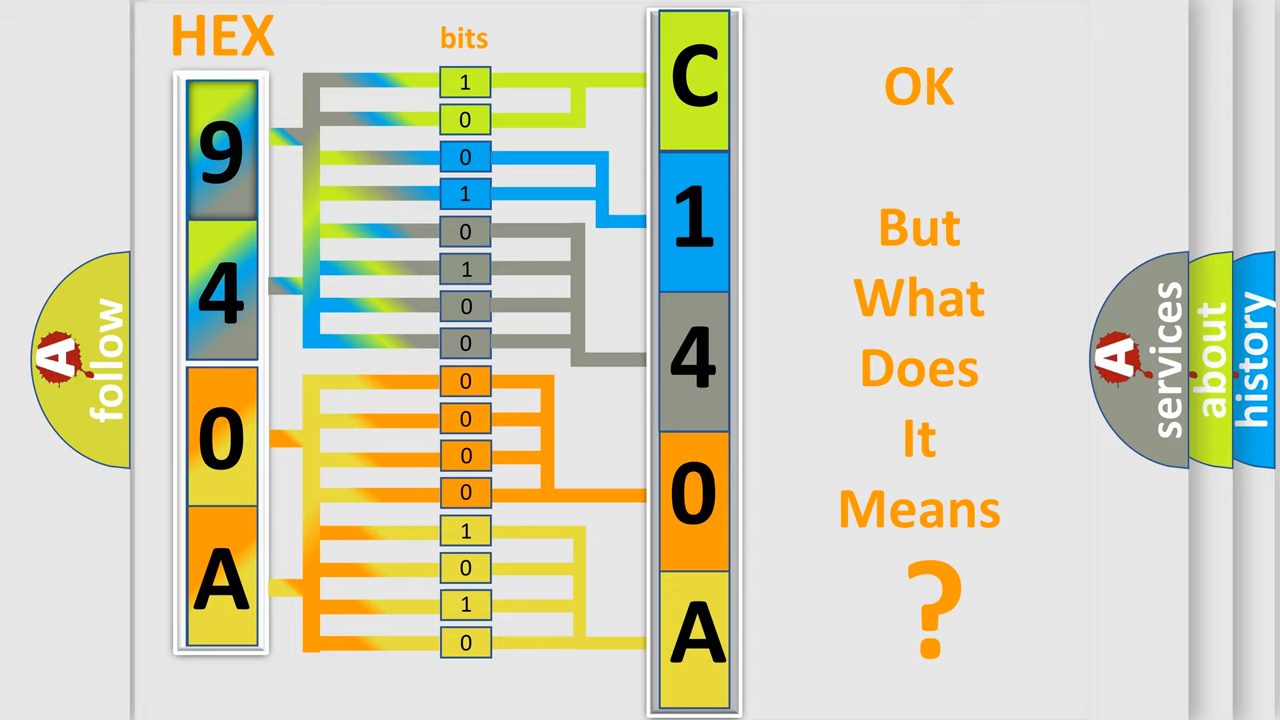 HEX
9
4
0
A
bits
1
0
0
1
0
1
0
0
0
0
0
0
1
0
1
0
C
1
4
0
A
OK
But
What
Does
It
Means
?
A
follow
A
services
about
history